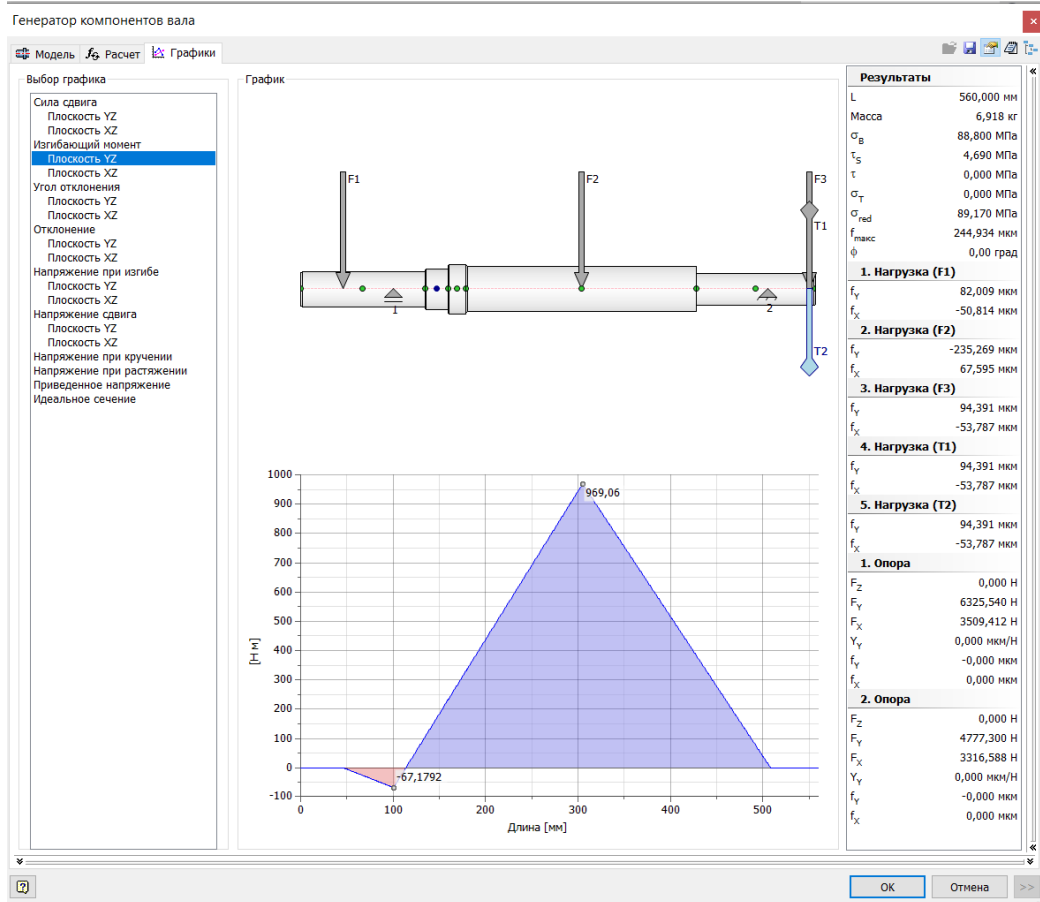 Генератор компонентов вала
Модель
Расчет
Графики
Выбор графика
Сила сдвига
Плоскость YZ
Плоскость XZ
Изгибающий момент
Плоскость YZ
Плоскость XZ
Угол отклонения
Плоскость YZ
Плоскость XZ
Отклонение
Плоскость YZ
Плоскость XZ
Напряжение при изгибе
Плоскость YZ
Плоскость XZ
Напряжение сдвига
Плоскость YZ
Плоскость XZ
Напряжение при кручении
Напряжение при растяжении
Приведенное напряжение
Идеальное сечение
График
F1
F2
F3
T1
1
2
T2
1000
900
800
700
600
500
400
300
200
100
0
-100
[Н м]
969,06
-67,1792
0 100 200 300 400 500
Длина [мм]
Результаты
L 560,000 мм
Масса 6,918 кг
σB 88,800 МПа
τS 4,690 МПа
τ 0,000 МПа
σT 0,000 МПа
σred 89,170 МПа
fмакс 244,934 мкм
ϕ 0,00 град
1. Нагрузка (F1)
fY 82,009 мкм
fX -50,814 мкм
2. Нагрузка (F2)
fY -235,269 мкм
fX 67,595 мкм
3. Нагрузка (F3)
fY 94,391 мкм
fX -53,787 мкм
4. Нагрузка (T1)
fY 94,391 мкм
fX -53,787 мкм
5. Нагрузка (T2)
fY 94,391 мкм
fX -53,787 мкм
1. Опора
FZ 0,000 Н
FY 6325,540 Н
FX 3509,412 Н
YY 0,000 мкм/Н
fY -0,000 мкм
fX 0,000 мкм
2. Опора
FZ 0,000 Н
FY 4777,300 Н
FX 3316,588 Н
YY 0,000 мкм/Н
fY -0,000 мкм
fX 0,000 мкм
ОК
Отмена
>>